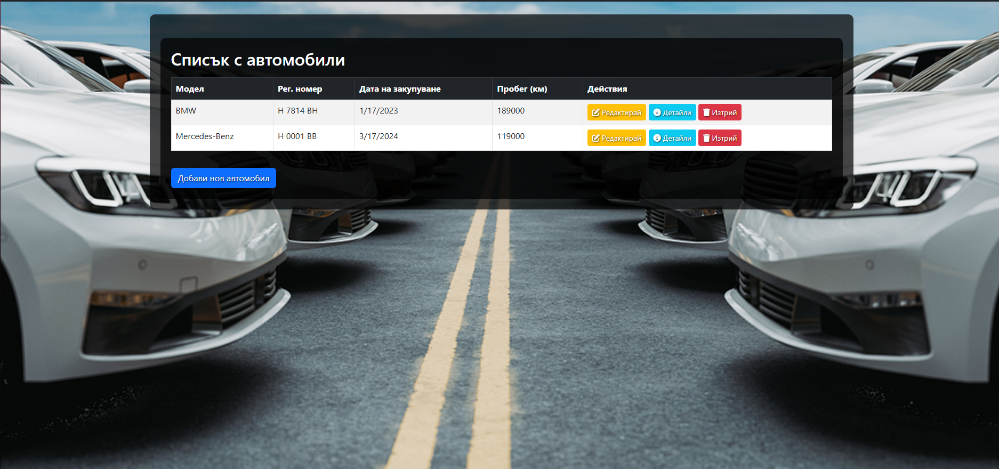 Списък с автомобили
Модел Рег. номер Дата на закупуване Пробег (км) Действия
BMW H 7814 BH 1/17/2023 189000 Редактирай Детайли Изтрий
Mercedes-Benz H 0001 BB 3/17/2024 119000 Редактирай Детайли Изтрий
Добави нов автомобил